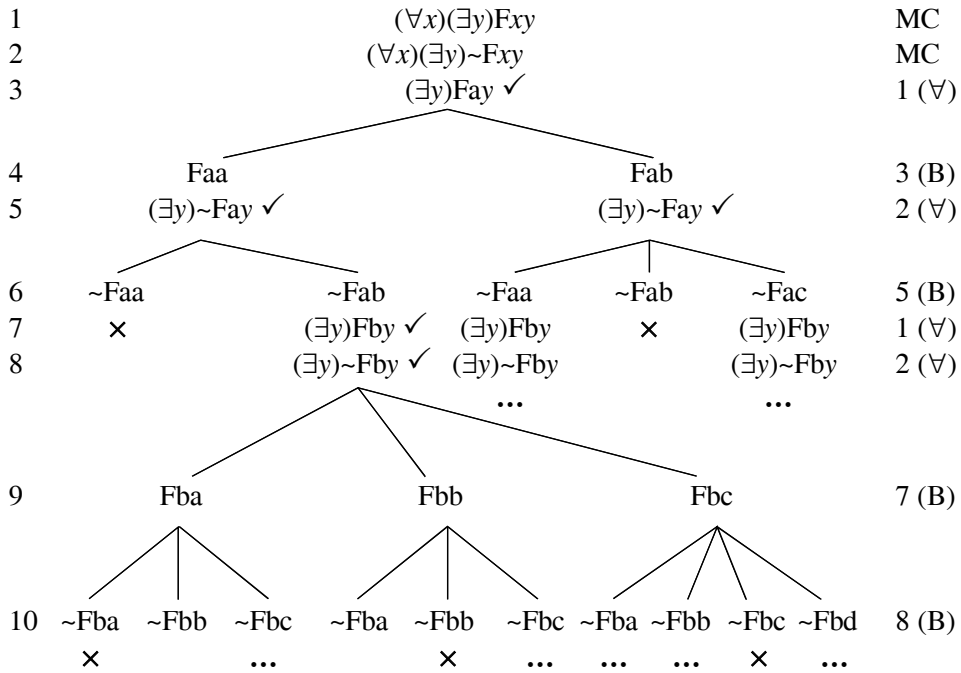 1 (∀x)(∃y)Fxy MC
2 (∀x)(∃y)~Fxy MC
3 (∃y)Fay ✓ 1 (∀)
4 Faa Fab 3 (B)
5 (∃y)~Fay ✓ (∃y)~Fay ✓ 2 (∀)
6 ~Faa ~Fab ~Faa ~Fab ~Fac 5 (B)
7 × (∃y)Fby ✓ (∃y)Fby × (∃y)Fby 1 (∀)
8 (∃y)~Fby ✓ (∃y)~Fby (∃y)~Fby 2 (∀)
... ...
9 Fba Fbb Fbc 7 (B)
10 ~Fba ~Fbb ~Fbc ~Fba ~Fbb ~Fbc ~Fba ~Fbb ~Fbc ~Fbd 8 (B)
× ... × ... ... ... × ...